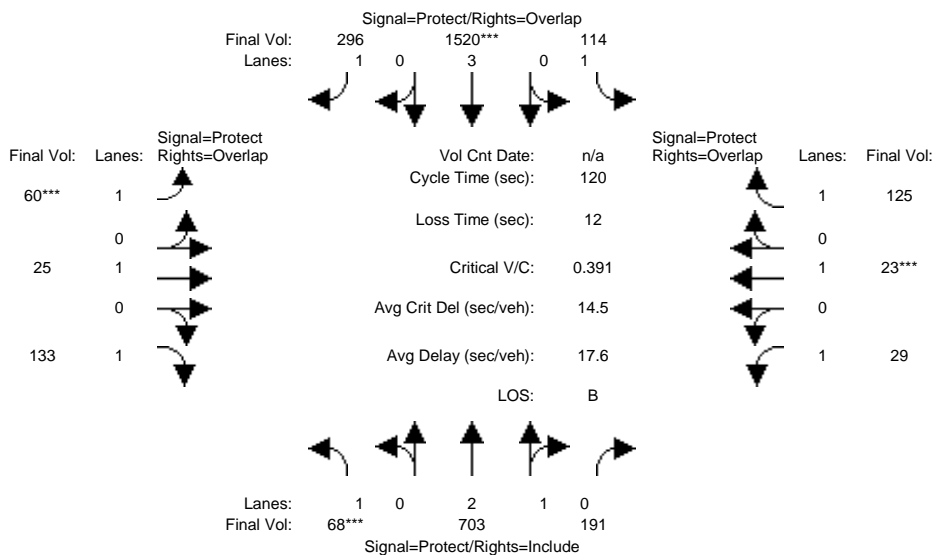 Signal=Protect/Rights=Overlap
Final Vol: 296 1520*** 114
Lanes: 1 0 3 0 1
Signal=Protect
Final Vol: Lanes: Rights=Overlap
Vol Cnt Date: n/a
Signal=Protect
Rights=Overlap Lanes: Final Vol:
Cycle Time (sec): 120
60*** 1
1 125
Loss Time (sec): 12
0
0
25 1
Critical V/C: 0.391
1 23***
0
Avg Crit Del (sec/veh): 14.5
0
133 1
Avg Delay (sec/veh): 17.6
1 29
LOS: B
Lanes: 1 0 2 1 0
Final Vol: 68*** 703 191
Signal=Protect/Rights=Include